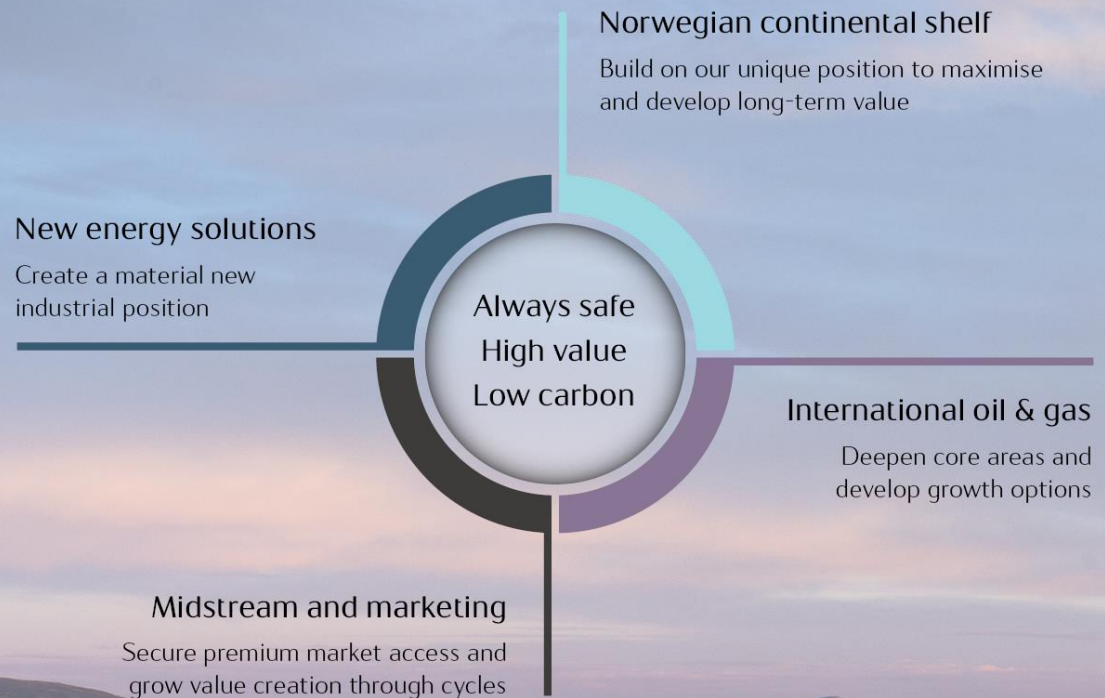 Norwegian continental shelf
Build on our unique position to maximise
and develop long-term value
New energy solutions
Create a material new
industrial position
Always safe
High value
Low carbon
International oil & gas
Deepen core areas and
develop growth options
Midstream and marketing
Secure premium market access and
grow value creation through cycles